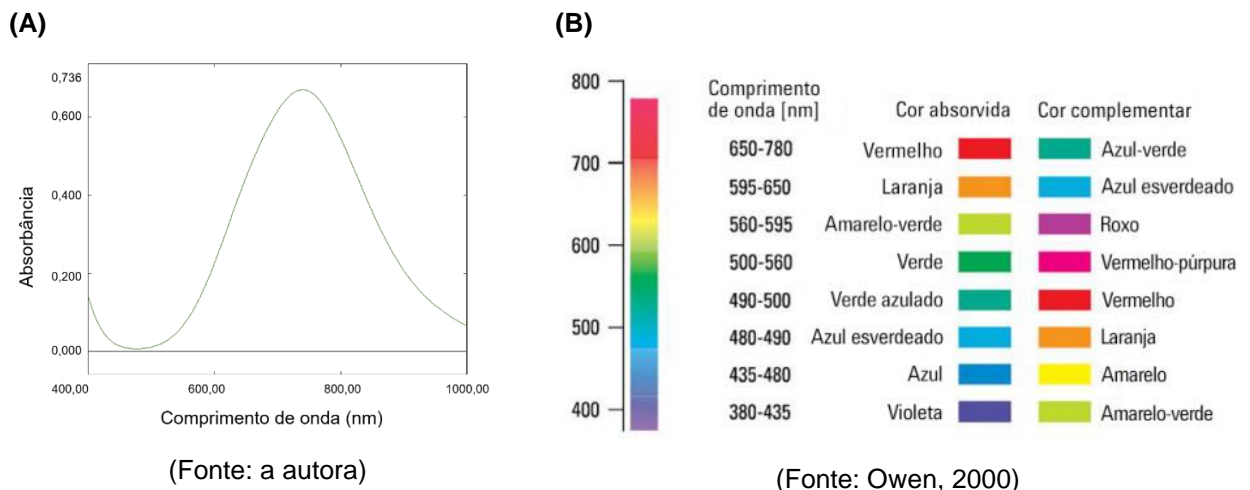 (A)
0,736
0,600
0,400
0,200
0,000
Absorbância
400,00 600,00 800,00 1000,00
Comprimento de onda (nm)
(Fonte: a autora)
(B)
800
700
600
500
400
Comprimento
de onda [nm] Cor absorvida Cor complementar
650-780 Vermelho Azul-verde
595-650 Laranja Azul esverdeado
560-595 Amarelo-verde Roxo
500-560 Verde Vermelho-púrpura
490-500 Verde azulado Vermelho
480-490 Azul esverdeado Laranja
435-480 Azul Amarelo
380-435 Violeta Amarelo-verde
(Fonte: Owen, 2000)